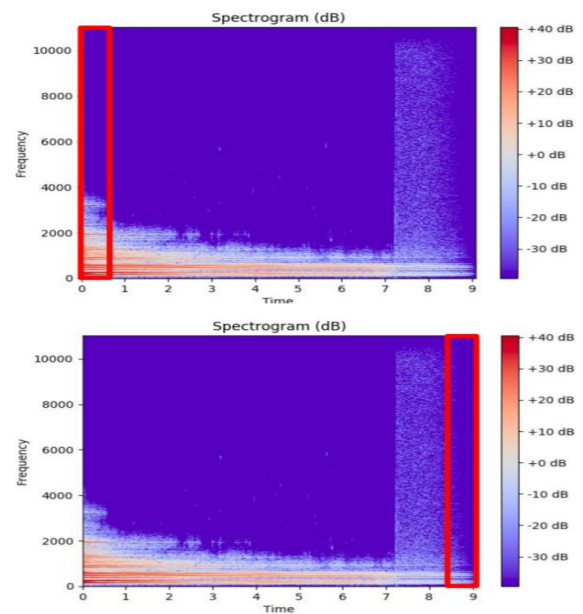 Spectrogram (dB)
10000
8000
6000
4000
2000
0
Frequency
0 1 2 3 4 5 6 7 8 9
Time
+40 dB
+30 dB
+20 dB
+10 dB
+0 dB
-10 dB
-20 dB
-30 dB
Spectrogram (dB)
10000
8000
6000
4000
2000
0
Frequency
0 1 2 3 4 5 6 7 8 9
Time
+40 dB
+30 dB
+20 dB
+10 dB
+0 dB
-10 dB
-20 dB
-30 dB